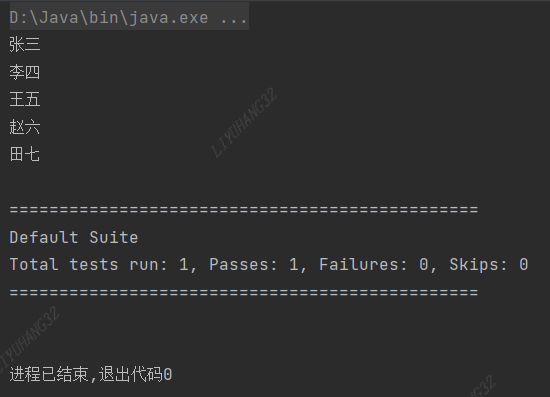 D:\Java\bin\java.exe ...
张三
李四
王五
赵六
田七
===============================================
Default Suite
Total tests run: 1, Passes: 1, Failures: 0, Skips: 0
===============================================
进程已结束,退出代码0
LIYUHANG32
LIYUHANG32